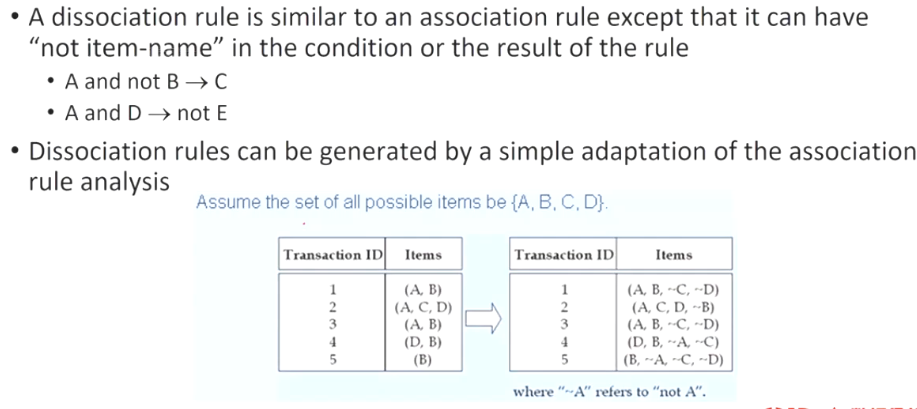 • A dissociation rule is similar to an association rule except that it can have
“not item-name” in the condition or the result of the rule
• A and not B → C
• A and D → not E
• Dissociation rules can be generated by a simple adaptation of the association
rule analysis
Assume the set of all possible items be {A, B, C, D}.
Transaction ID Items Transaction ID Items
1 (A, B) 1 (A, B, ~C, ~D)
2 (A, C, D) 2 (A, C, D, ~B)
3 (A, B) 3 (A, B, ~C, ~D)
4 (D, B) 4 (D, B, ~A, ~C)
5 (B) 5 (B, ~A, ~C, ~D)
where "~A" refers to "not A".